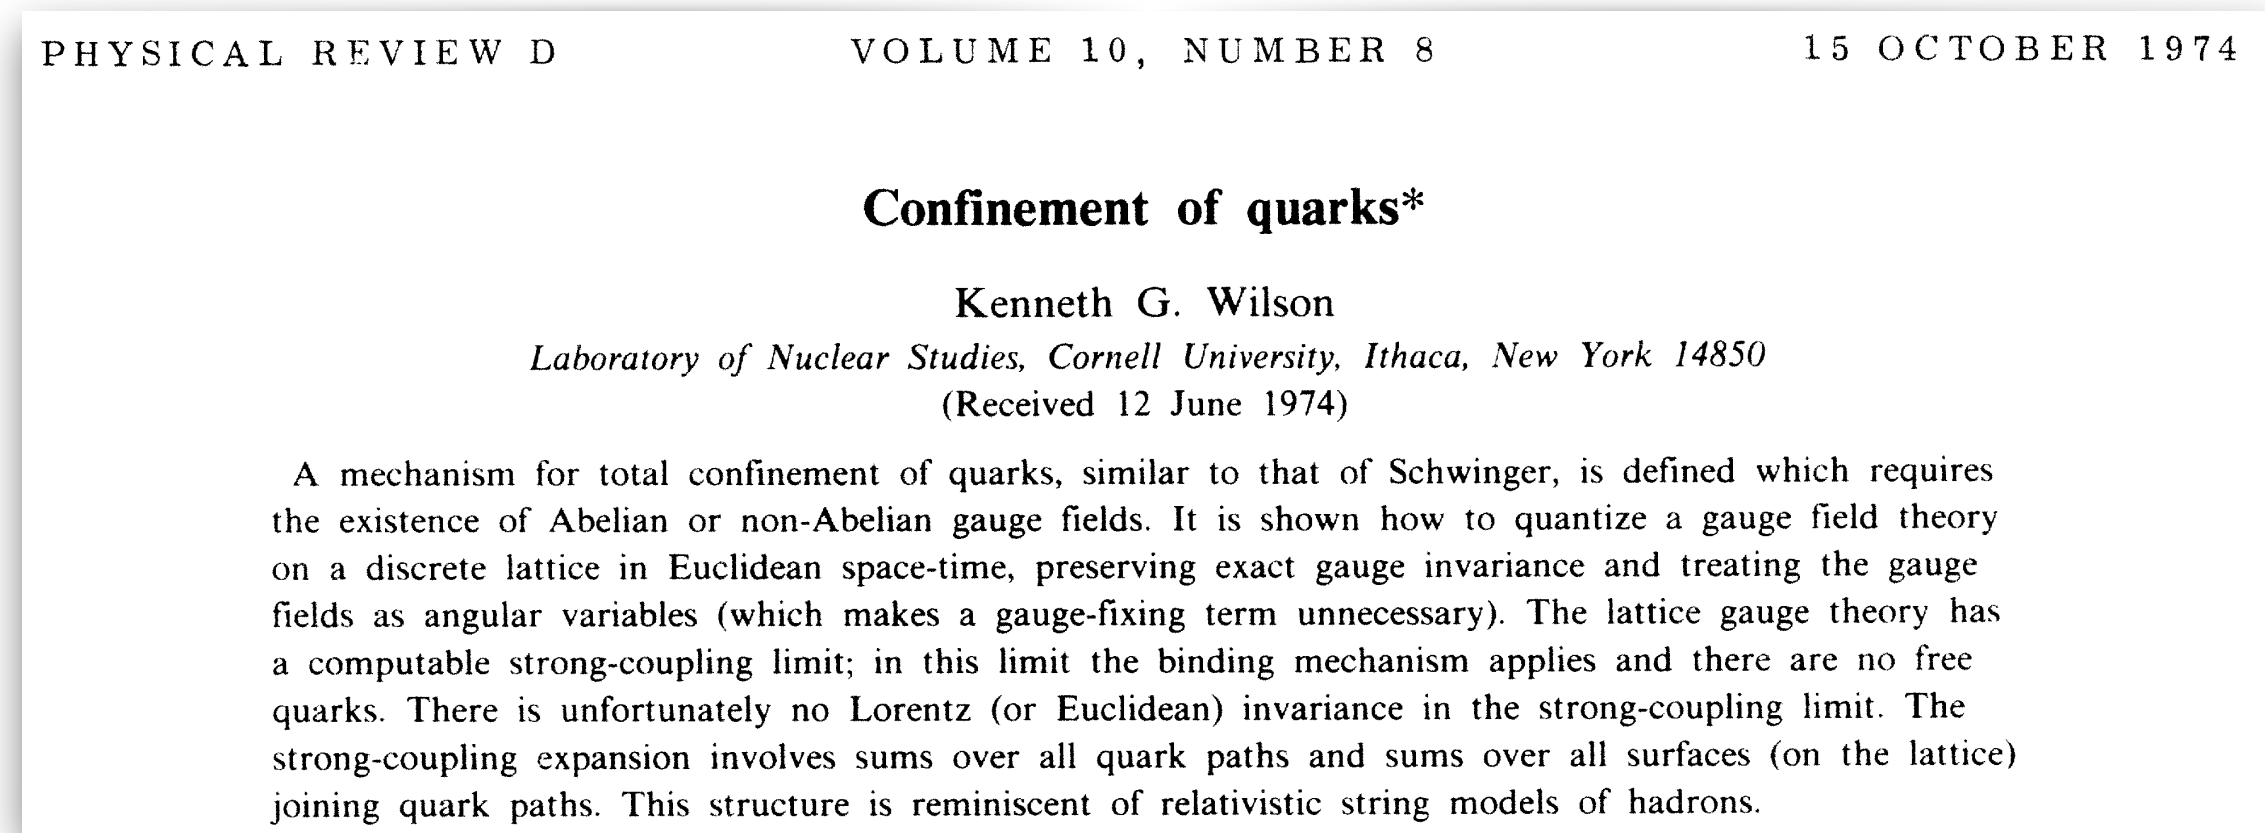 PHYSICAL REVIEW D VOLUME 10, NUMBER 8 15 OCTOBER 1974
Confinement of quarks*
Kenneth G. Wilson
Laboratory of Nuclear Studies, Cornell University, Ithaca, New York 14850
(Received 12 June 1974)
A mechanism for total confinement of quarks, similar to that of Schwinger, is defined which requires
the existence of Abelian or non-Abelian gauge fields. It is shown how to quantize a gauge field theory
on a discrete lattice in Euclidean space-time, preserving exact gauge invariance and treating the gauge
fields as angular variables (which makes a gauge-fixing term unnecessary). The lattice gauge theory has
a computable strong-coupling limit; in this limit the binding mechanism applies and there are no free
quarks. There is unfortunately no Lorentz (or Euclidean) invariance in the strong-coupling limit. The
strong-coupling expansion involves sums over all quark paths and sums over all surfaces (on the lattice)
joining quark paths. This structure is reminiscent of relativistic string models of hadrons.